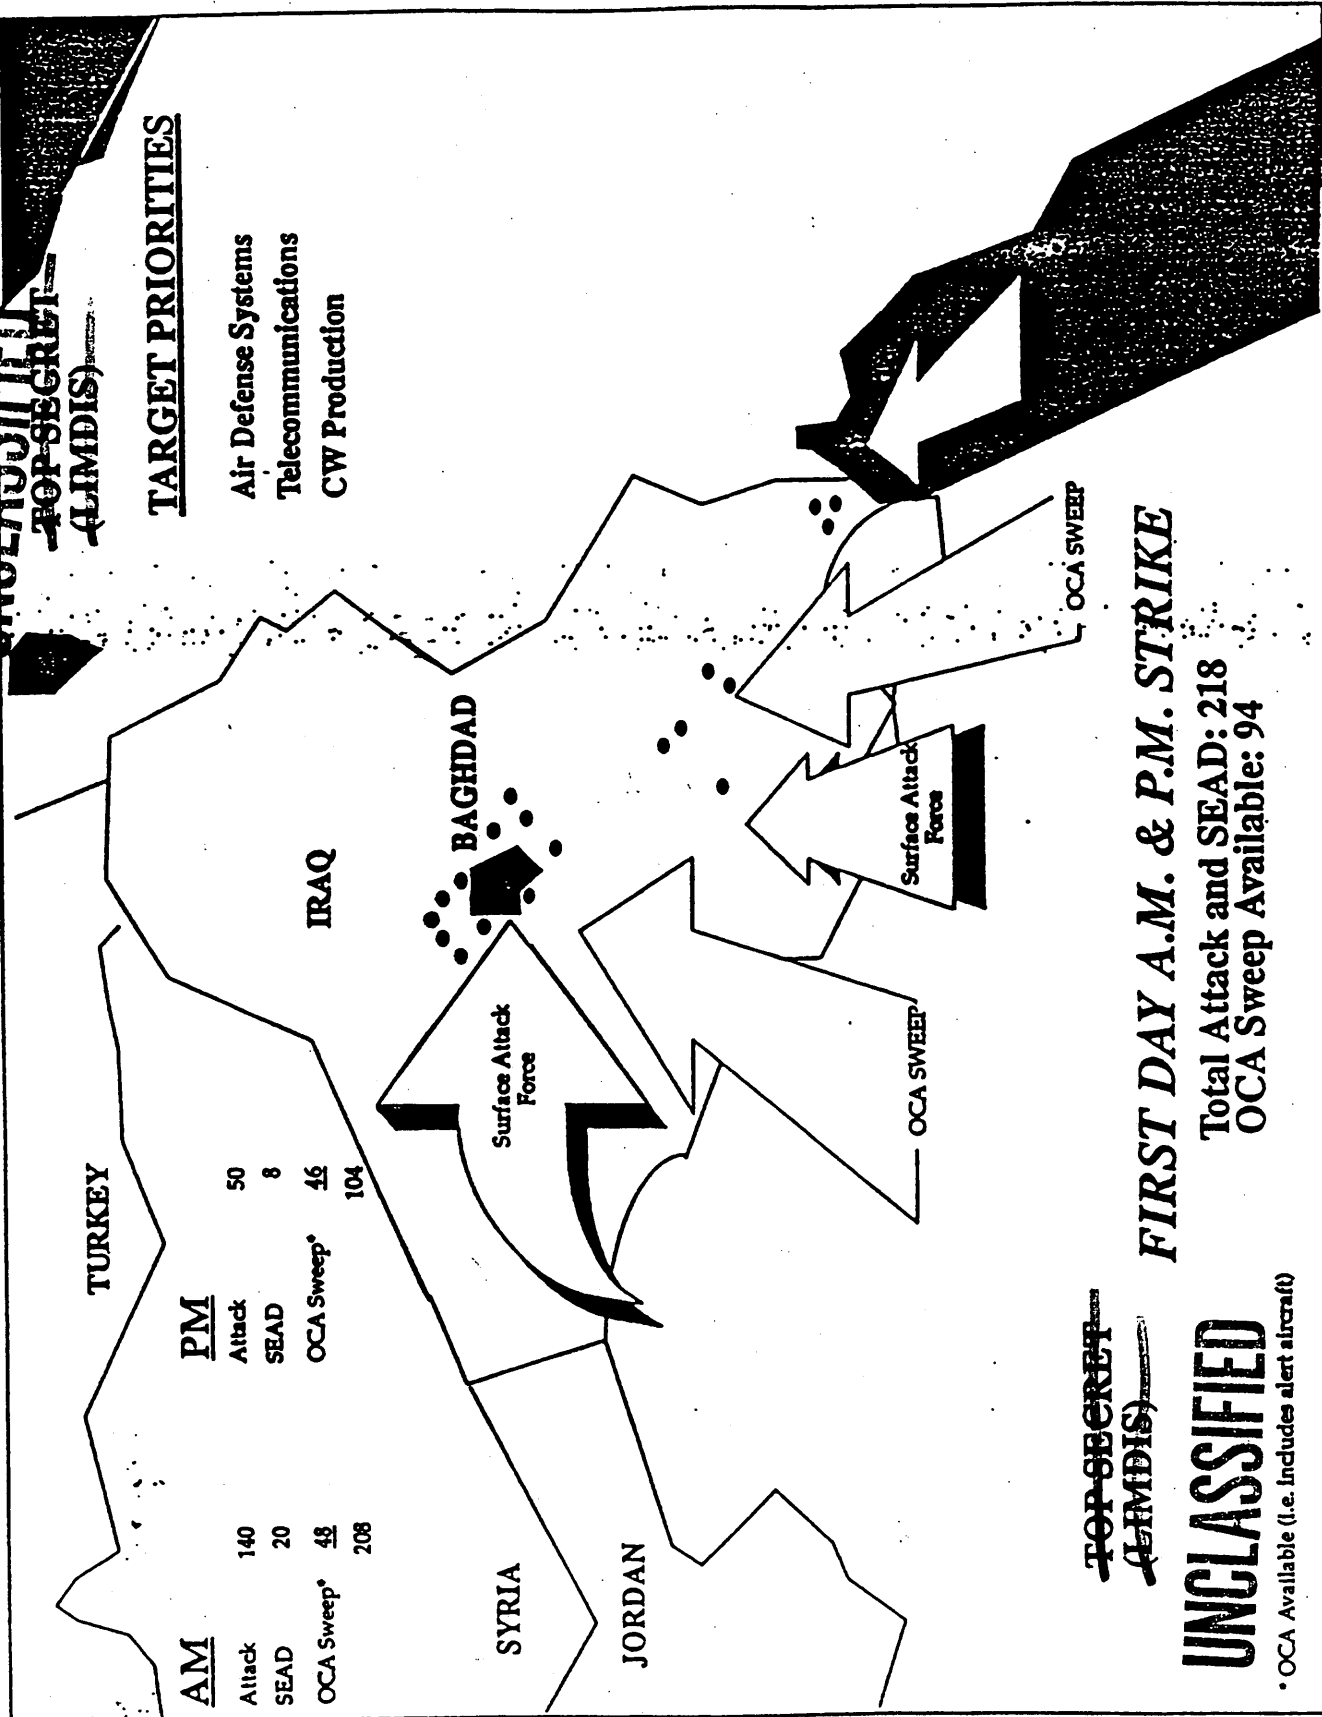 UNCLASSIFIED
TOP SECRET
(LIMDIS)
AM
Attack 140
SEAD 20
OCA Sweep* 48
208
PM
Attack 50
SEAD 8
OCA Sweep* 46
104
TURKEY
TARGET PRIORITIES
Air Defense Systems
Telecommunications
CW Production
IRAQ
BAGHDAD
SYRIA
JORDAN
Surface Attack
Force
OCA SWEEP
Surface Attack
Force
OCA SWEEP
TOP SECRET
(LIMDIS)
FIRST DAY A.M. & P.M. STRIKE
Total Attack and SEAD: 218
OCA Sweep Available: 94
UNCLASSIFIED
* OCA Available (I.e. Includes alert aircraft)